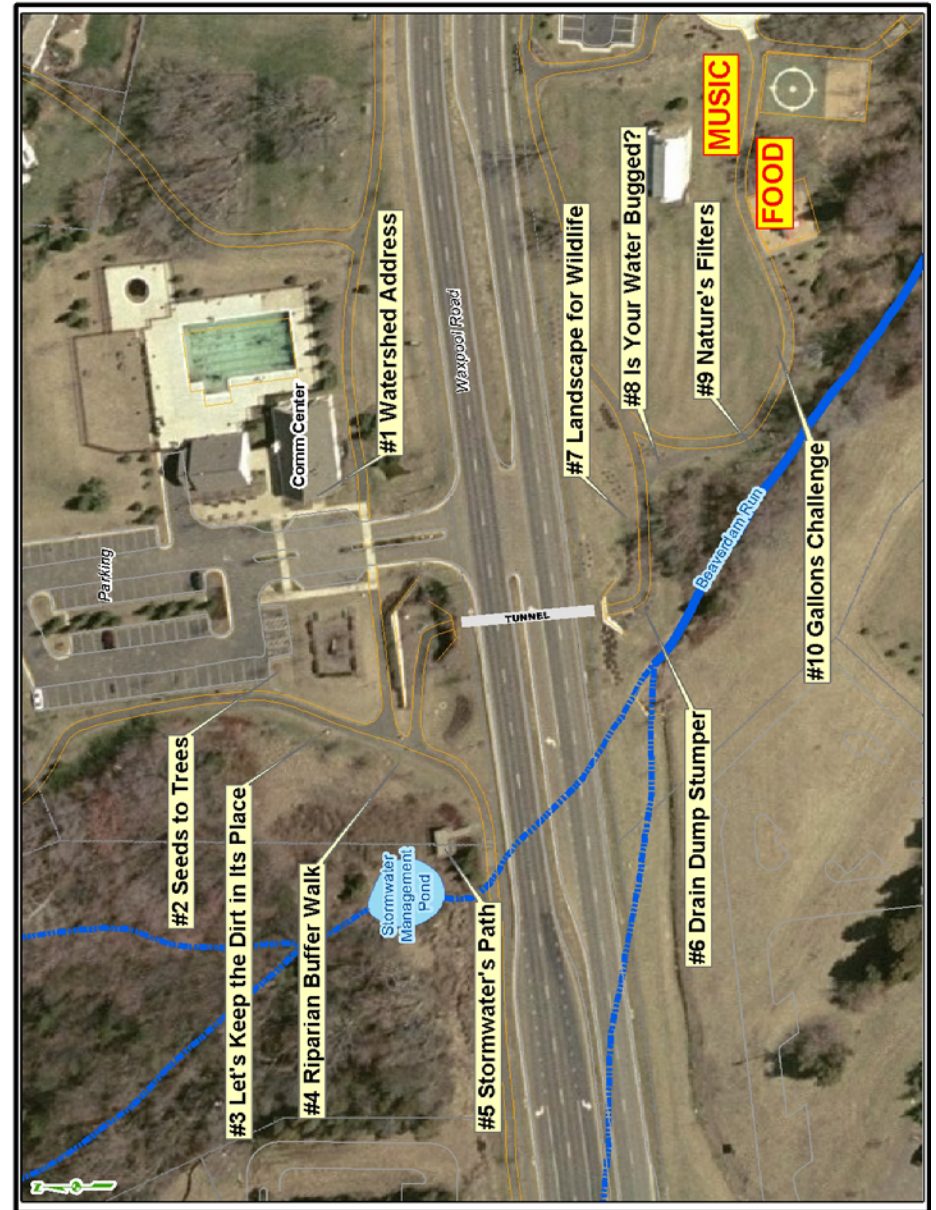 #1 Watershed Address
Comm Center
Parking
Waxpool Road
MUSIC
FOOD
TUNNEL
#2 Seeds to Trees
#3 Let's Keep the Dirt in Its Place
#4 Riparian Buffer Walk
Stormwater
Management
Pond
#5 Stormwater's Path
#6 Drain Dump Stumper
#7 Landscape for Wildlife
#8 Is Your Water Bugged?
#9 Nature's Filters
#10 Gallons Challenge
Beaverdam Run
N